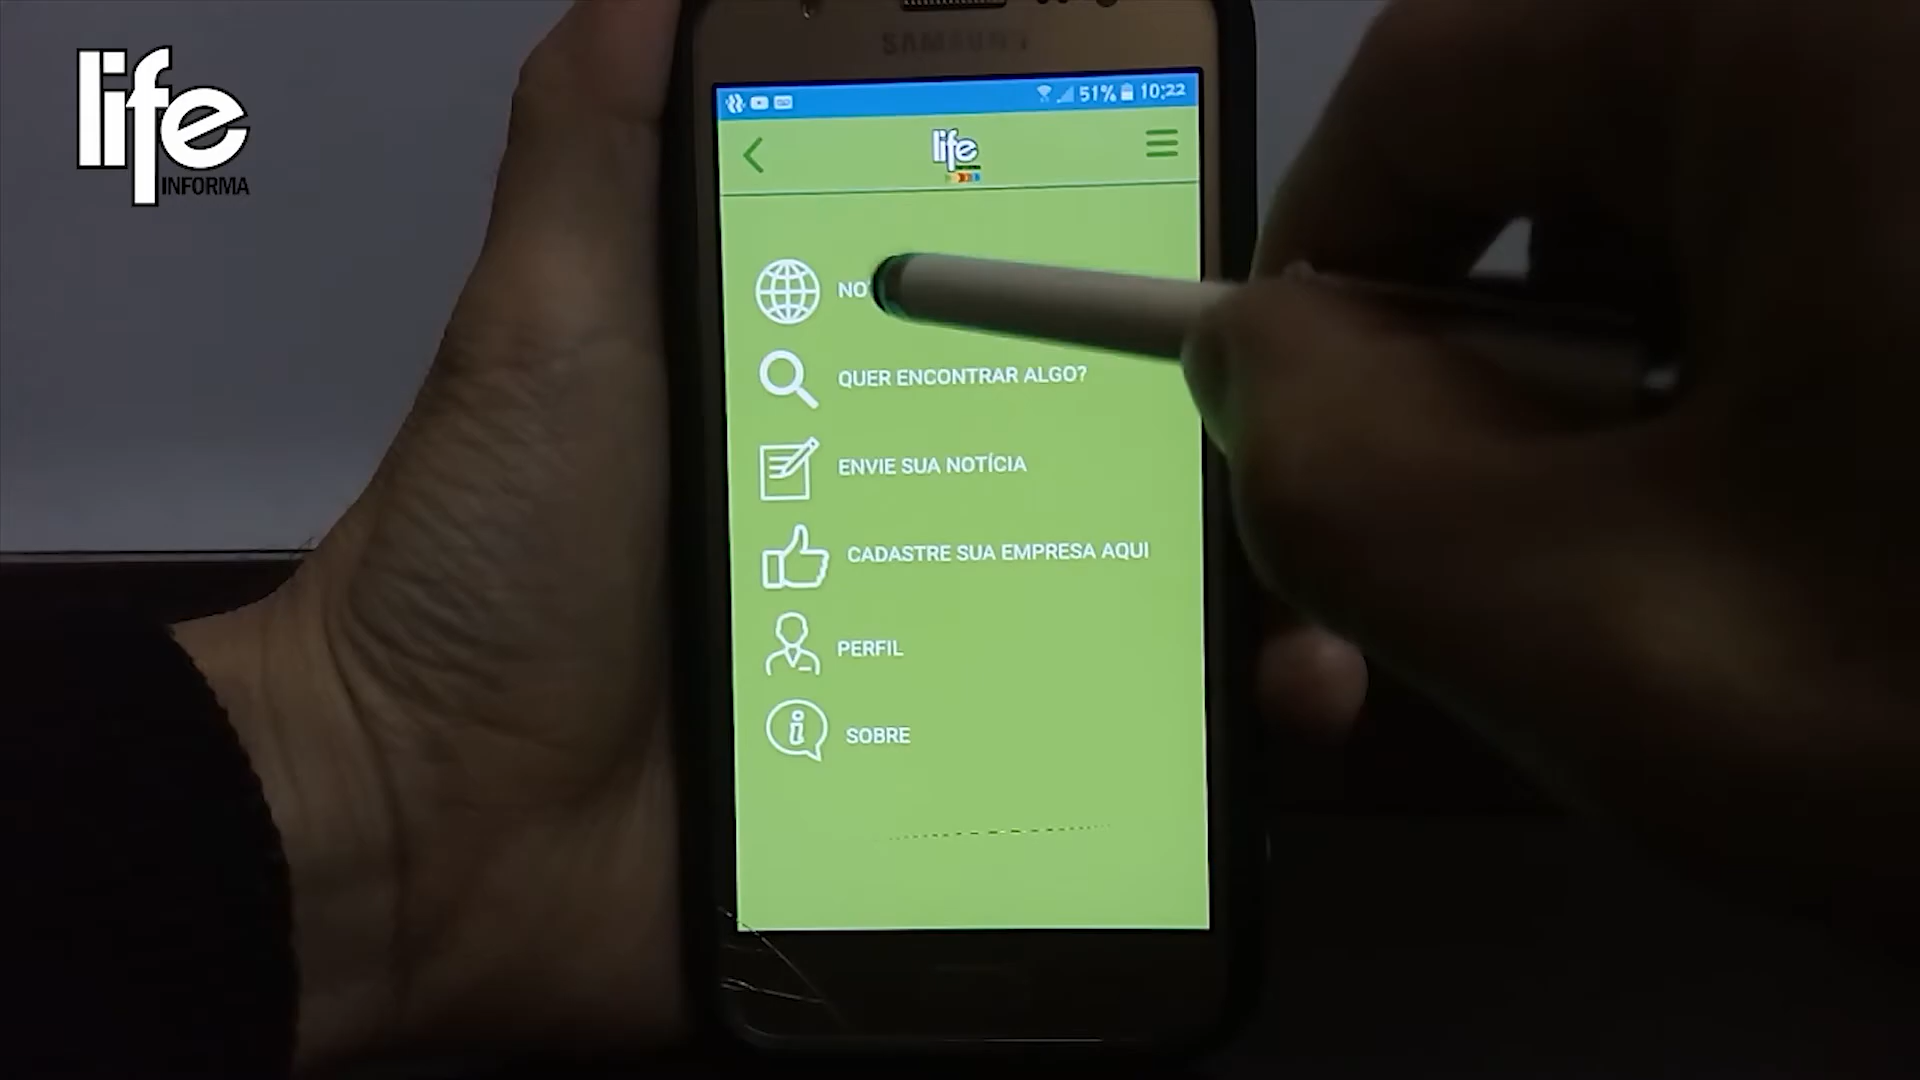 life
INFORMA
SAMSUNG
51% 10:22
life
NO
QUER ENCONTRAR ALGO?
ENVIE SUA NOTÍCIA
CADASTRE SUA EMPRESA AQUI
PERFIL
SOBRE